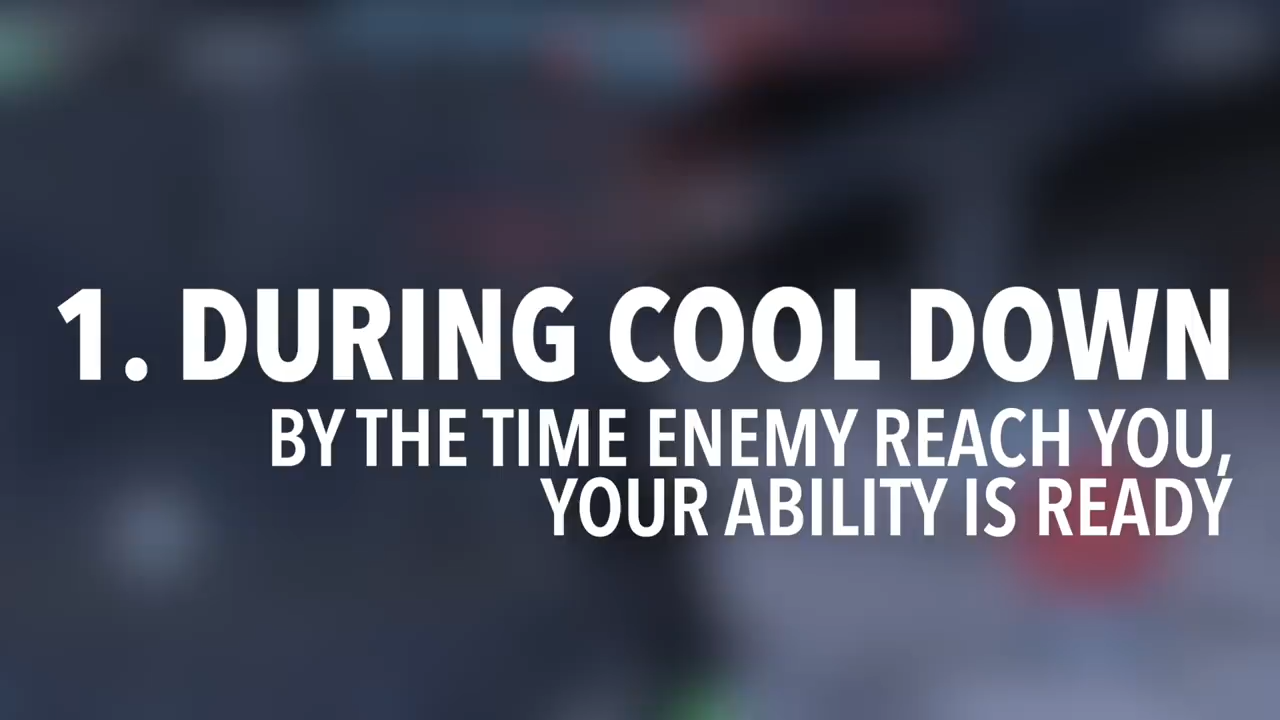 1. DURING COOL DOWN
BY THE TIME ENEMY REACH YOU,
YOUR ABILITY IS READY